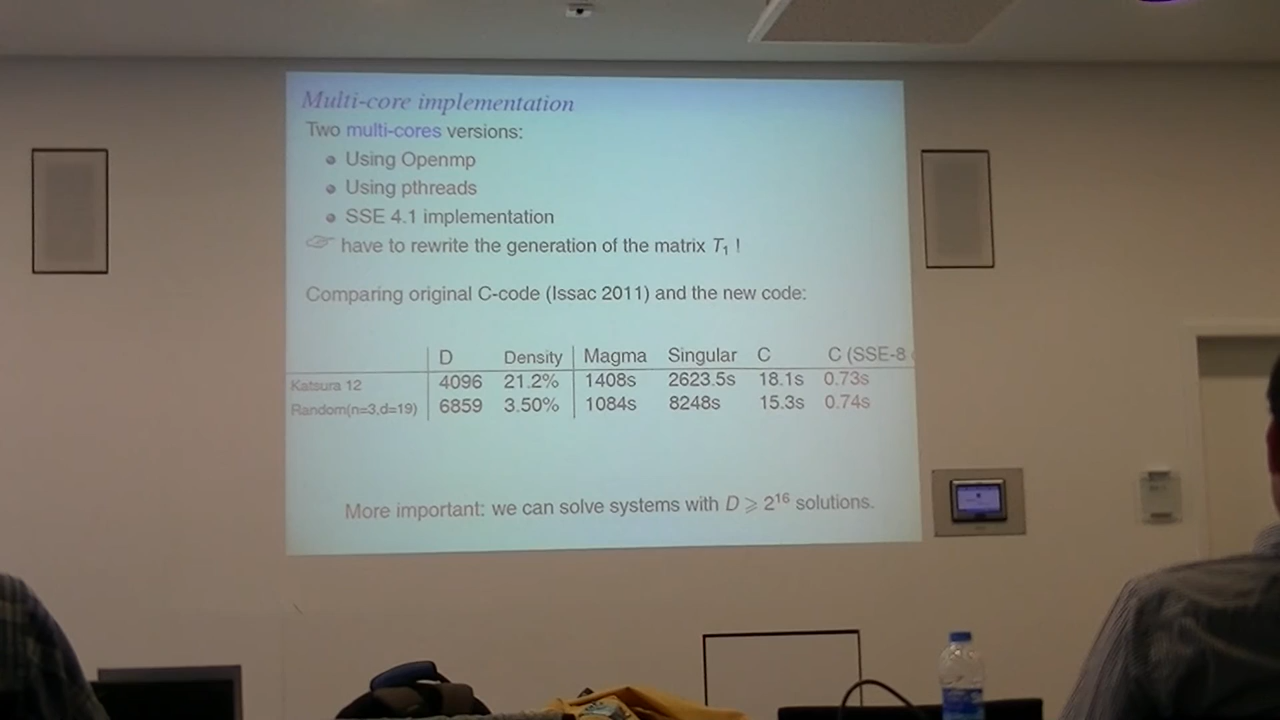 Multi-core implementation
Two multi-cores versions:
Using Openmp
Using pthreads
SSE 4.1 implementation
have to rewrite the generation of the matrix T₁ !
Comparing original C-code (Issac 2011) and the new code:
D Density Magma Singular C C (SSE-8
Katsura 12 4096 21.2% 1408s 2623.5s 18.1s 0.73s
Random(n=3,d=19) 6859 3.50% 1084s 8248s 15.3s 0.74s
More important: we can solve systems with D ⩾ 2¹⁶ solutions.